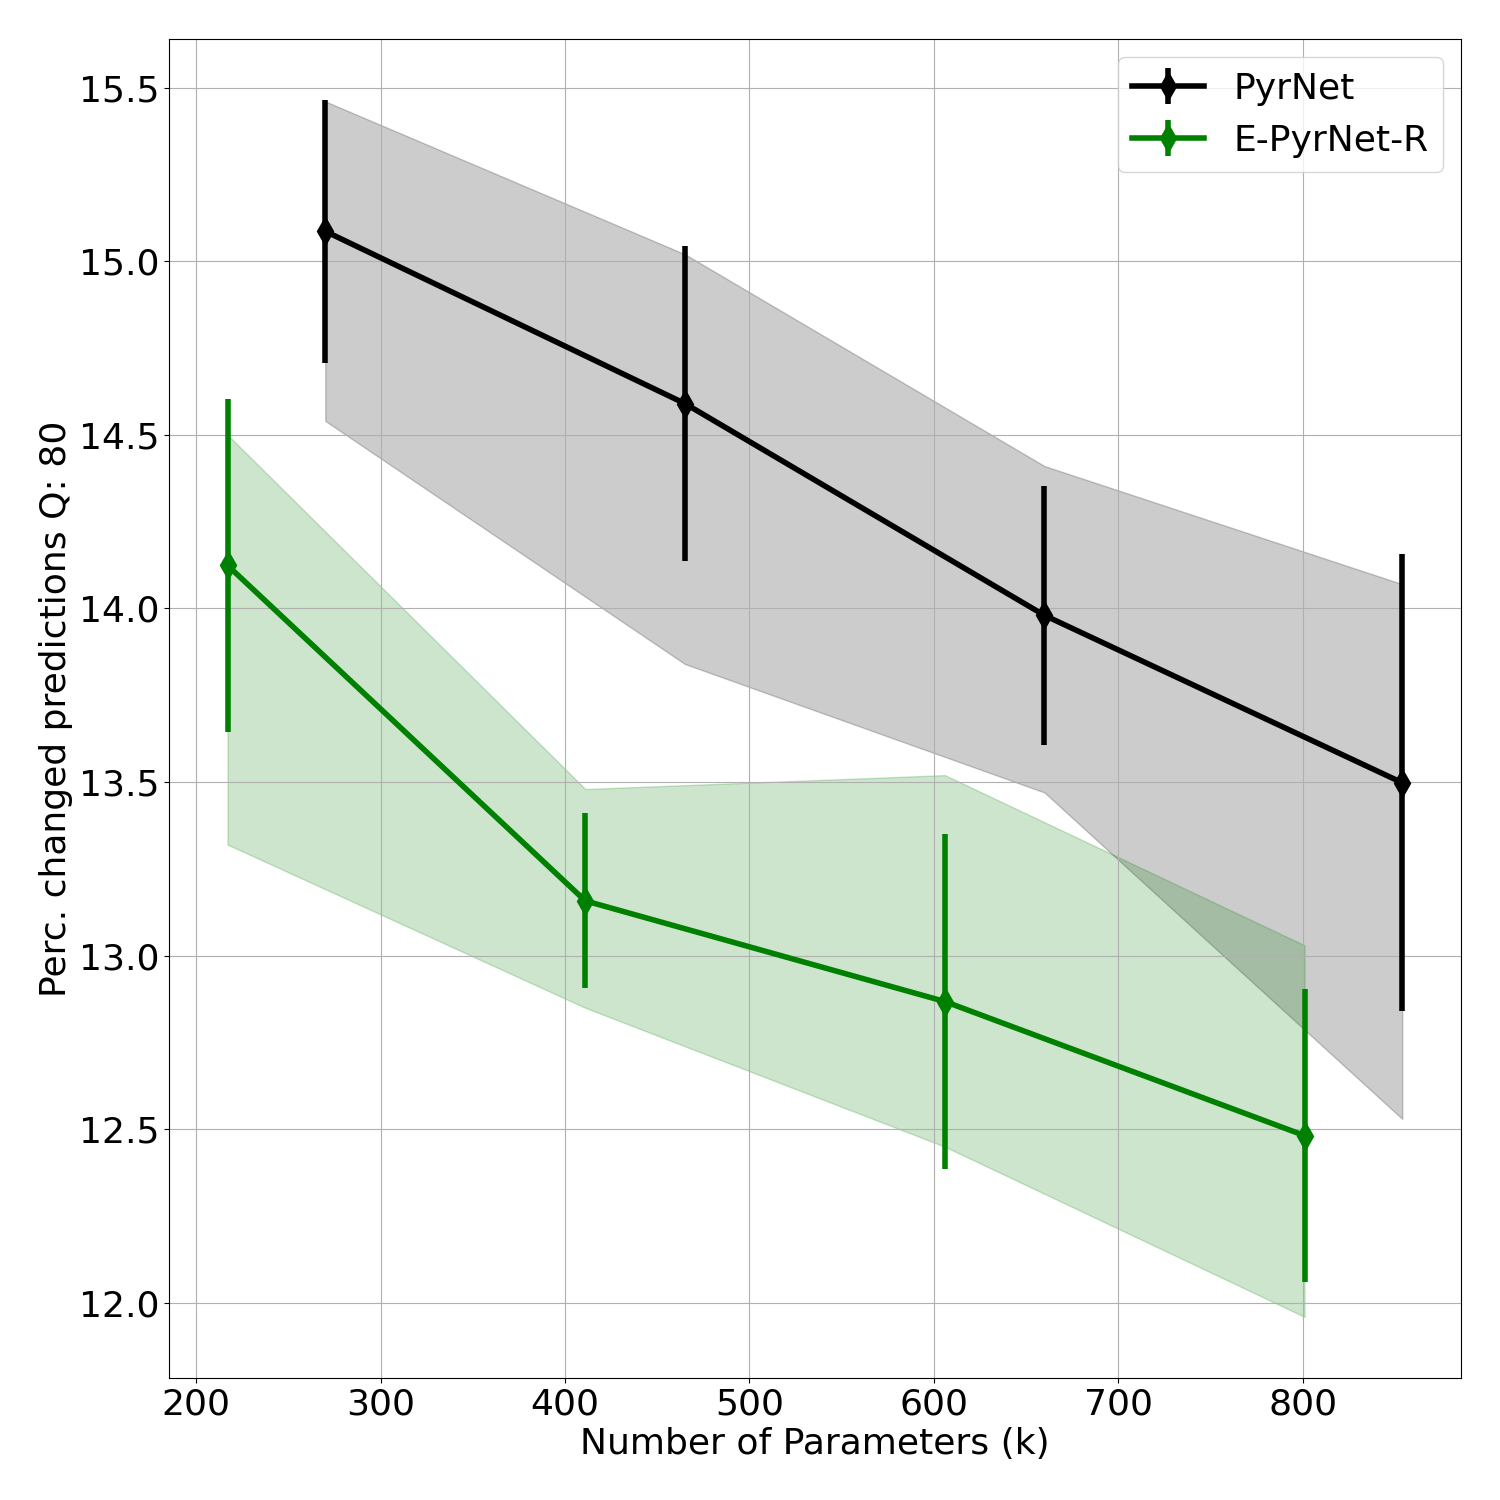 PyrNet
E-PyrNet-R
Perc. changed predictions Q: 80
15.5
15.0
14.5
14.0
13.5
13.0
12.5
12.0
200 300 400 500 600 700 800
Number of Parameters (k)